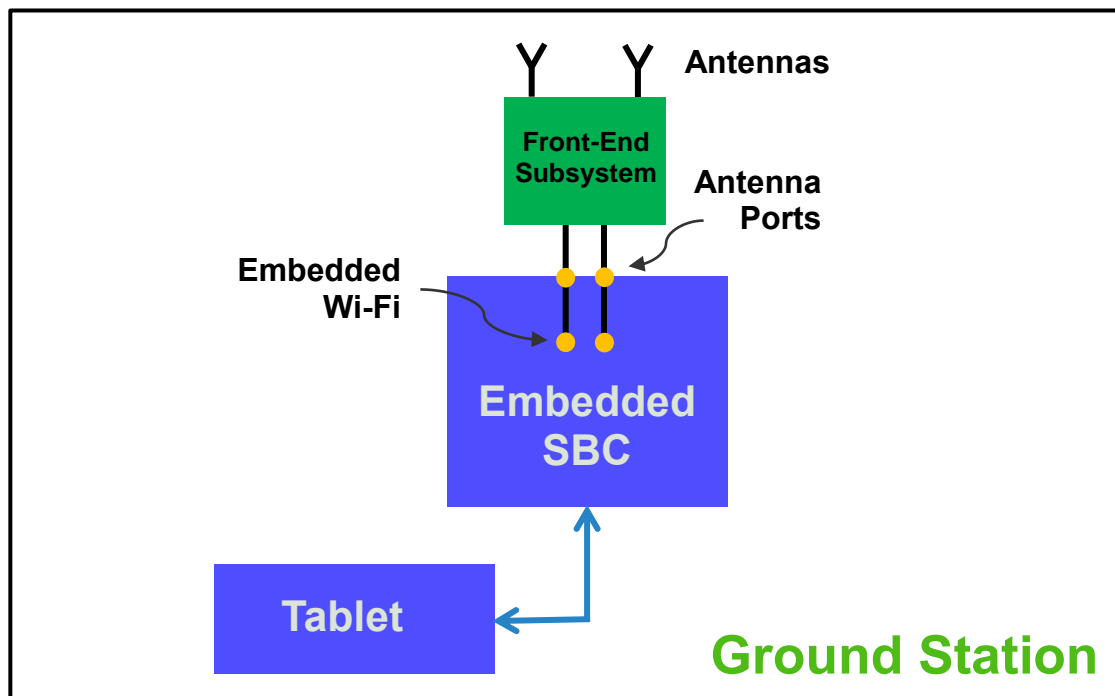 Antennas
Front-End
Subsystem
Antenna
Ports
Embedded
Wi-Fi
Embedded
SBC
Tablet
Ground Station